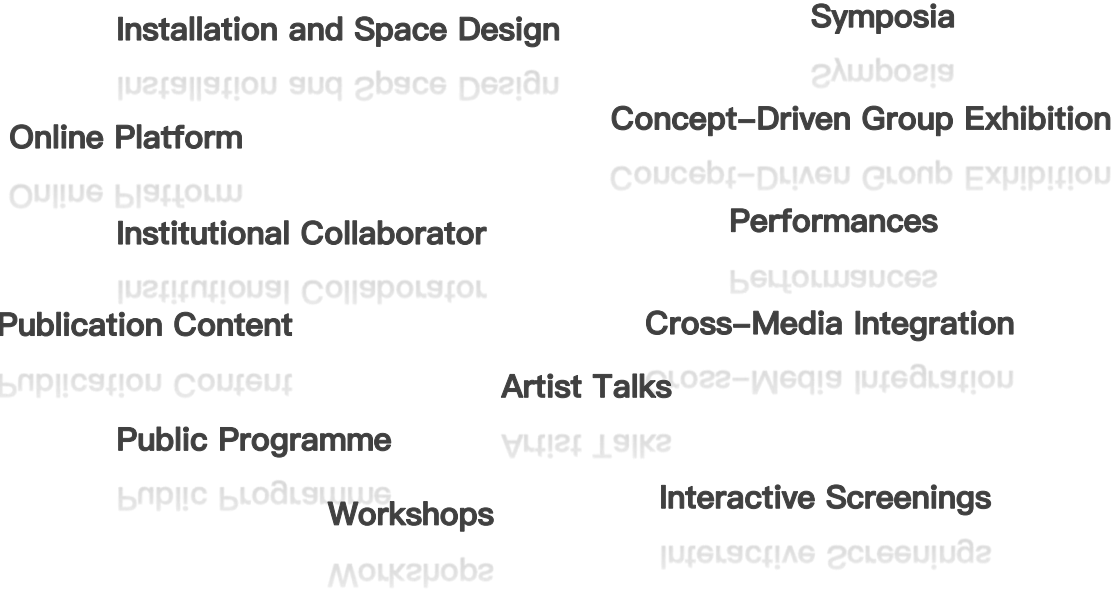 Installation and Space Design
Symposia
Concept–Driven Group Exhibition
Online Platform
Performances
Institutional Collaborator
Publication Content
Cross–Media Integration
Artist Talks
Public Programme
Interactive Screenings
Workshops